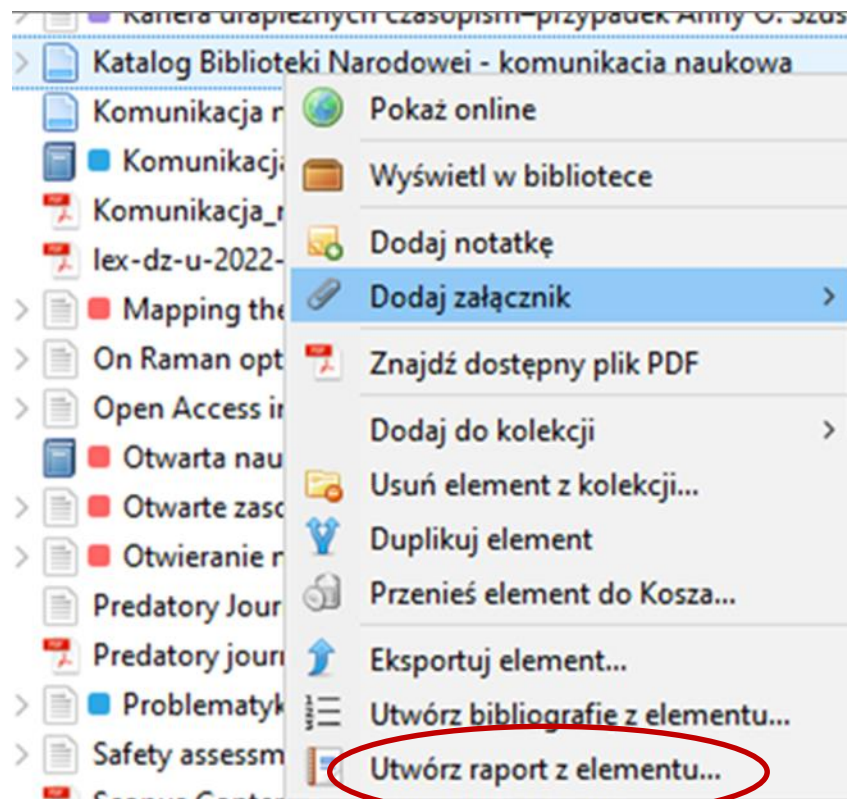 Kariera drapieżnych czasopism–przypadek Anny O. Szus
Katalog Biblioteki Narodowej - komunikacja naukowa
Komunikacja n
Pokaż online
Komunikacja
Wyświetl w bibliotece
Komunikacja_r
Dodaj notatkę
lex-dz-u-2022-
Dodaj załącznik
Mapping the
On Raman opt
Znajdź dostępny plik PDF
Open Access in
Dodaj do kolekcji
Otwarta nau
Usuń element z kolekcji...
Otwarte zasc
Duplikuj element
Otwieranie n
Przenieś element do Kosza...
Predatory Jour
Predatory journ
Eksportuj element...
Problematyk
Utwórz bibliografię z elementu...
Safety assessm
Utwórz raport z elementu...